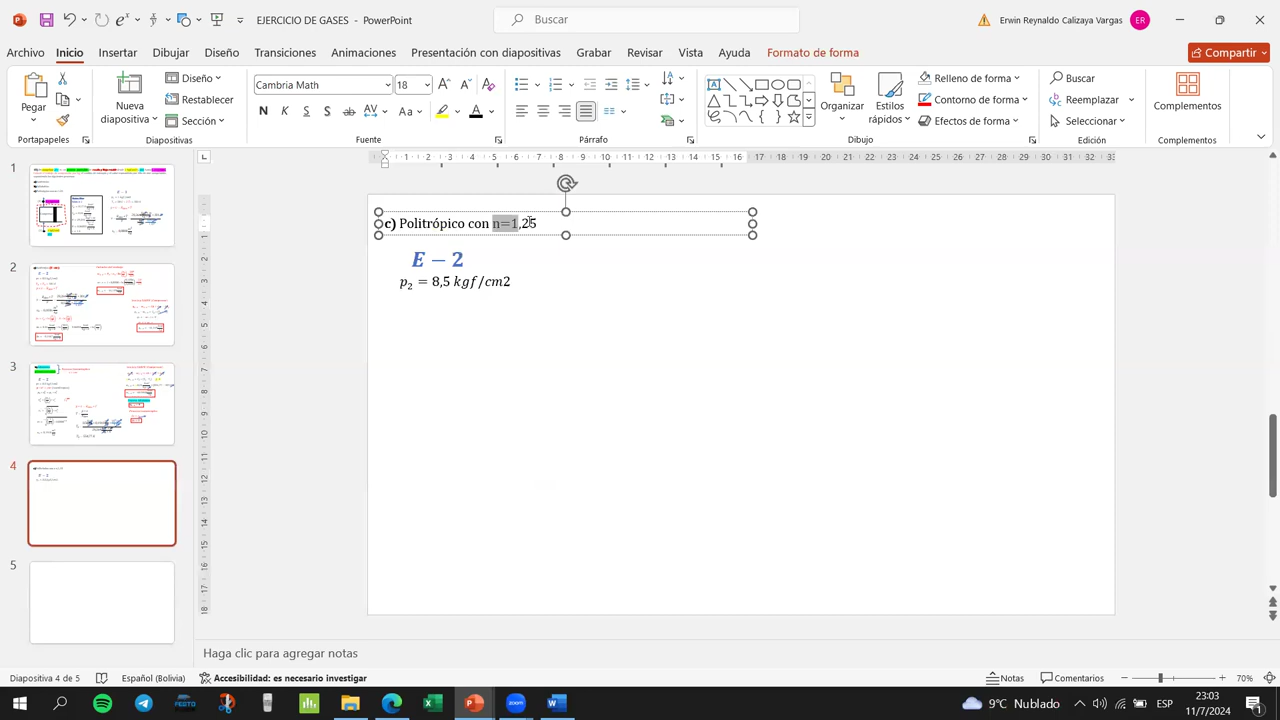 EJERCICIO DE GASES - PowerPoint
Buscar
Erwin Reynaldo Calizaya Vargas
ER
Archivo Inicio Insertar Dibujar Diseño Transiciones Animaciones Presentación con diapositivas Grabar Revisar Vista Ayuda Formato de forma
Compartir
Pegar
Portapapeles
Nueva diapositiva
Diseño
Restablecer
Sección
Diapositivas
Cambria Math 18
Fuente
Párrafo
Organizar
Estilos rápidos
Relleno de forma
Contorno de forma
Efectos de forma
Dibujo
Buscar
Reemplazar
Seleccionar
Edición
Complementos
Complementos
1
2
3
4
5
c) Politrópico con n=1,25
E − 2
p₂ = 8,5 kgf/cm2
Haga clic para agregar notas
Diapositiva 4 de 5
Español (Bolivia)
Accesibilidad: es necesario investigar
Notas
Comentarios
70%
9°C Nublado
ESP
23:03
11/7/2024